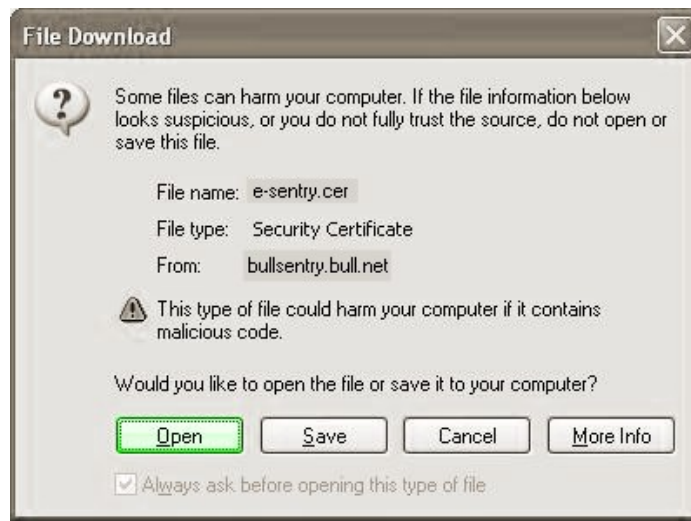 File Download
Some files can harm your computer. If the file information below
looks suspicious, or you do not fully trust the source, do not open or
save this file.
File name: e-sentry.cer
File type: Security Certificate
From: bullsentry.bull.net
This type of file could harm your computer if it contains
malicious code.
Would you like to open the file or save it to your computer?
Open Save Cancel More Info
Always ask before opening this type of file